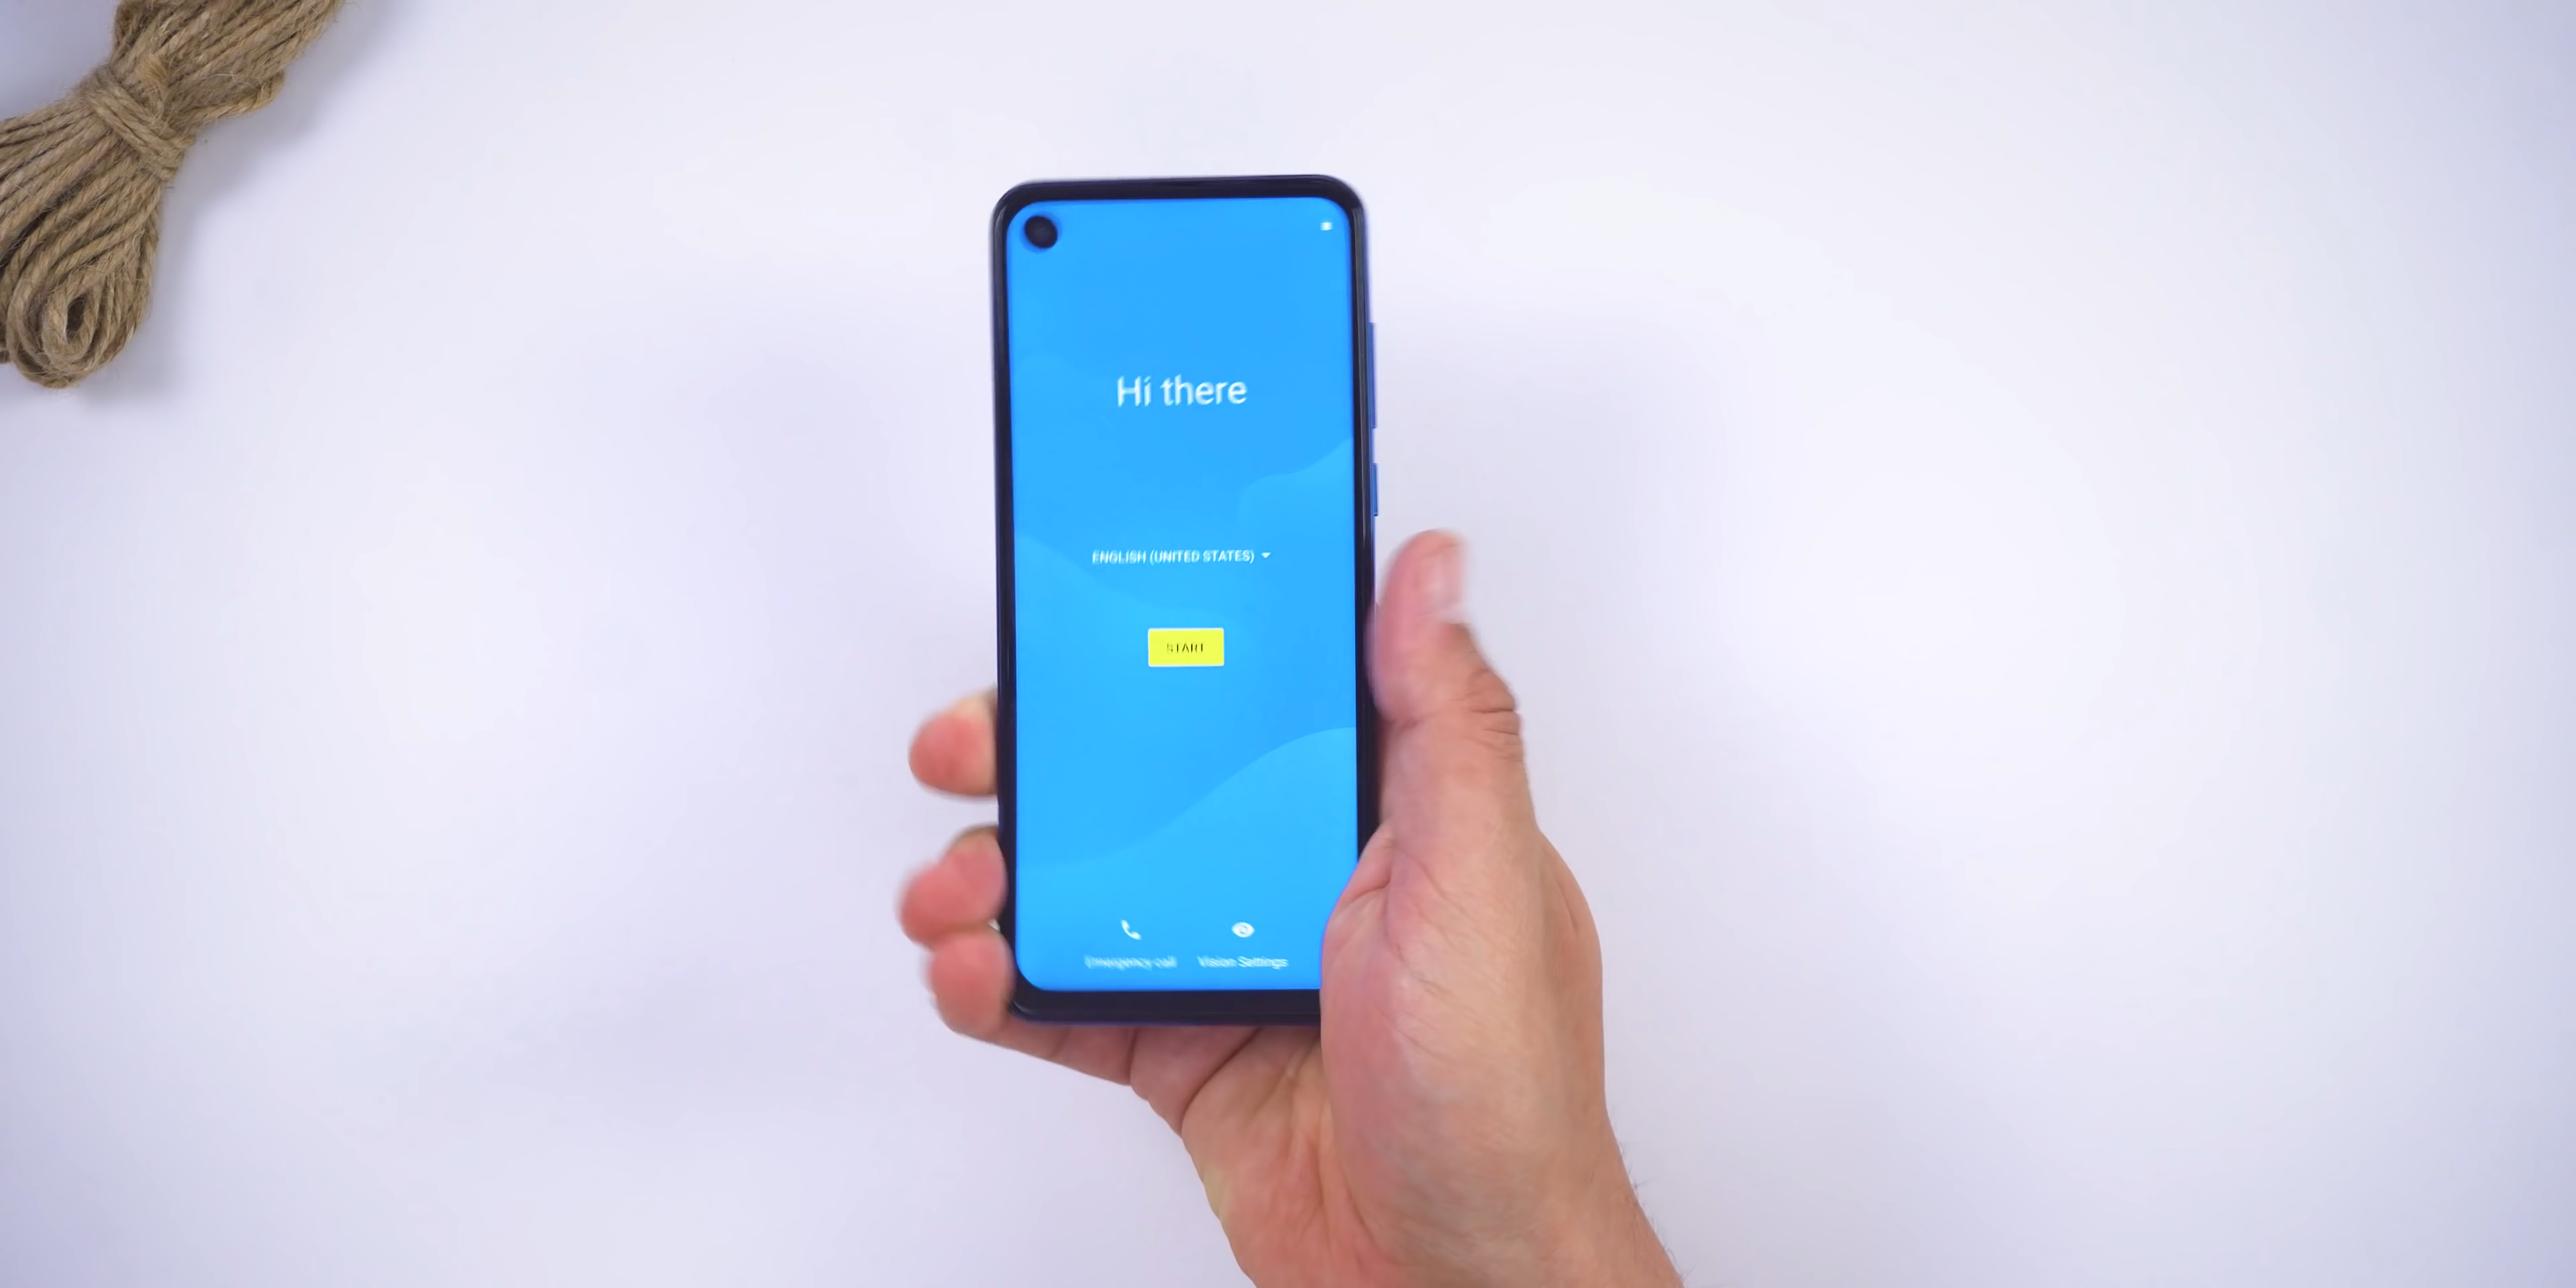 Hi there
ENGLISH (UNITED STATES)
START
Emergency call
Vision Settings